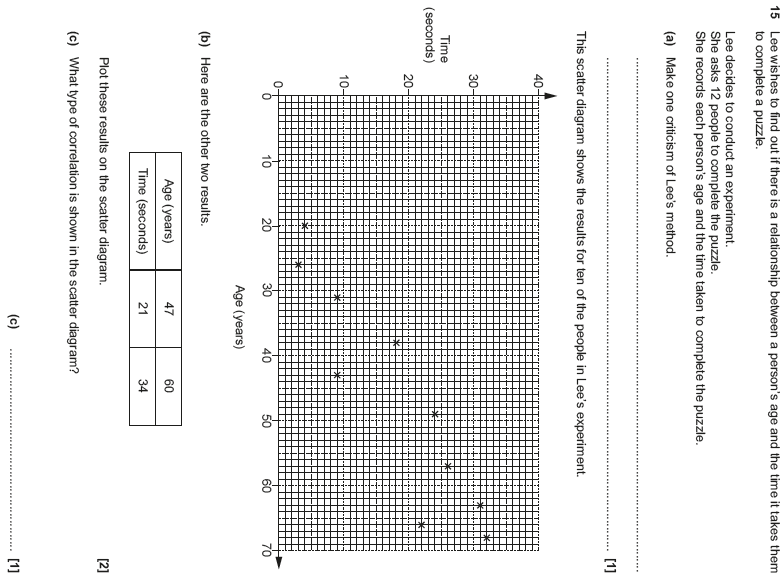 15 Lee wishes to find out if there is a relationship between a person's age and the time it takes them
to complete a puzzle.
Lee decides to conduct an experiment.
She asks 12 people to complete the puzzle.
She records each person's age and the time taken to complete the puzzle.
(a) Make one criticism of Lee's method.
[1]
This scatter diagram shows the results for ten of the people in Lee's experiment.
40
30
Time
(seconds)
20
10
0
0 10 20 30 40 50 60 70
Age (years)
(b) Here are the other two results.
Age (years) 47 60
Time (seconds) 21 34
Plot these results on the scatter diagram. [2]
(c) What type of correlation is shown in the scatter diagram?
(c) [1]